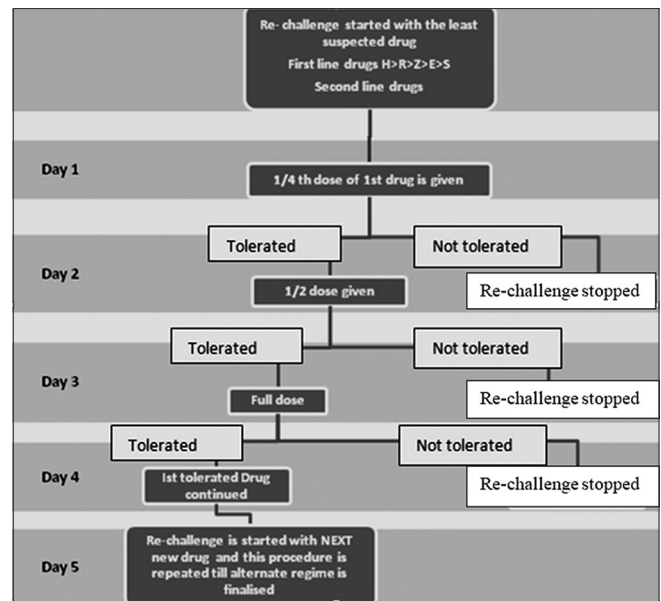 Re- challenge started with the least
suspected drug
First line drugs H>R>Z>E>S
Second line drugs
Day 1
1/4 th dose of 1st drug is given
Tolerated
Not tolerated
Day 2
Re-challenge stopped
1/2 dose given
Tolerated
Not tolerated
Day 3
Re-challenge stopped
Full dose
Tolerated
Not tolerated
Day 4
Ist tolerated Drug
continued
Re-challenge stopped
Re-challenge is started with NEXT
new drug and this procedure is
repeated till alternate regime is
finalised
Day 5